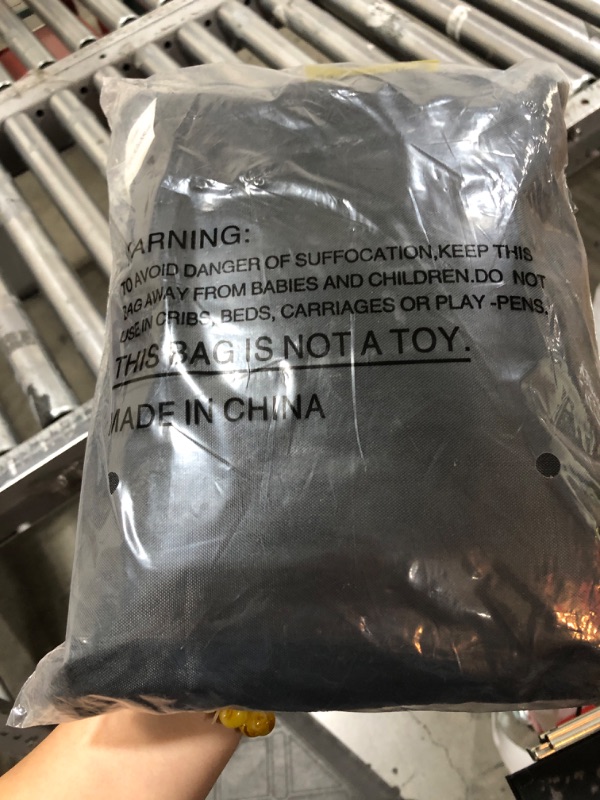 WARNING:
TO AVOID DANGER OF SUFFOCATION,KEEP THIS
BAG AWAY FROM BABIES AND CHILDREN.DO NOT
USE.IN CRIBS, BEDS, CARRIAGES OR PLAY -PENS.
THIS BAG IS NOT A TOY.
MADE IN CHINA